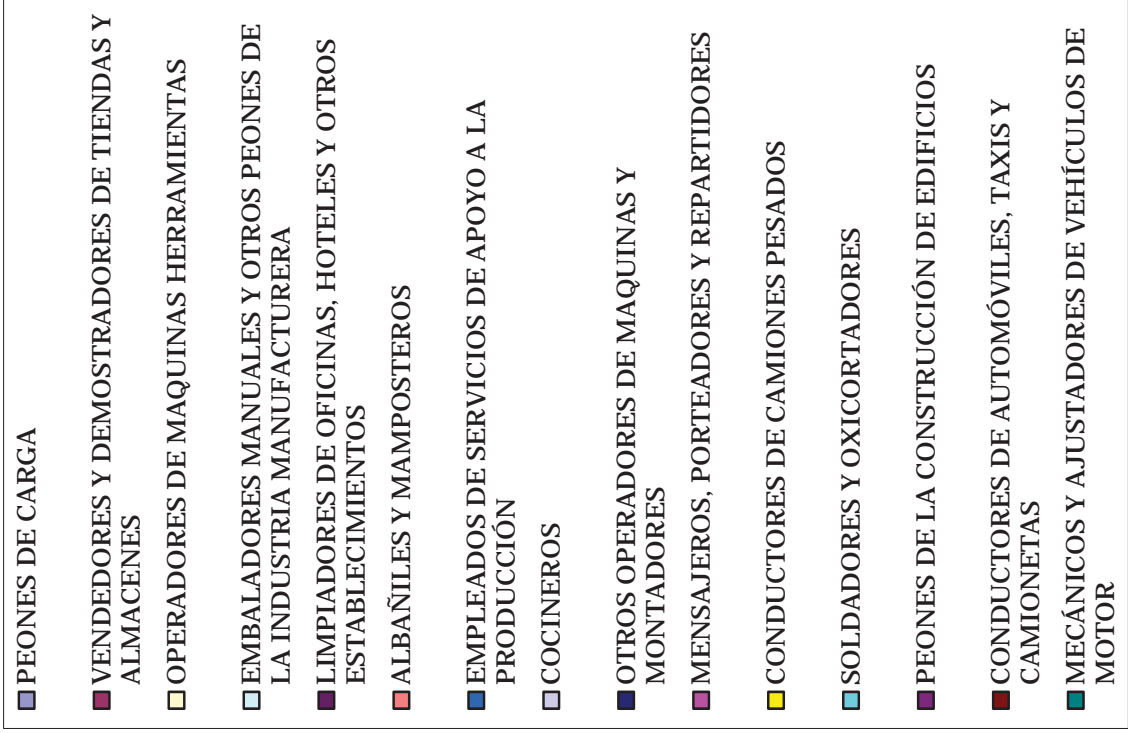 PEONES DE CARGA
VENDEDORES Y DEMOSTRADORES DE TIENDAS Y
ALMACENES
OPERADORES DE MAQUINAS HERRAMIENTAS
EMBALADORES MANUALES Y OTROS PEONES DE
LA INDUSTRIA MANUFACTURERA
LIMPIADORES DE OFICINAS, HOTELES Y OTROS
ESTABLECIMIENTOS
ALBAÑILES Y MAMPOSTEROS
EMPLEADOS DE SERVICIOS DE APOYO A LA
PRODUCCIÓN
COCINEROS
OTROS OPERADORES DE MAQUINAS Y
MONTADORES
MENSAJEROS, PORTEADORES Y REPARTIDORES
CONDUCTORES DE CAMIONES PESADOS
SOLDADORES Y OXICORTADORES
PEONES DE LA CONSTRUCCIÓN DE EDIFICIOS
CONDUCTORES DE AUTOMÓVILES, TAXIS Y
CAMIONETAS
MECÁNICOS Y AJUSTADORES DE VEHÍCULOS DE
MOTOR